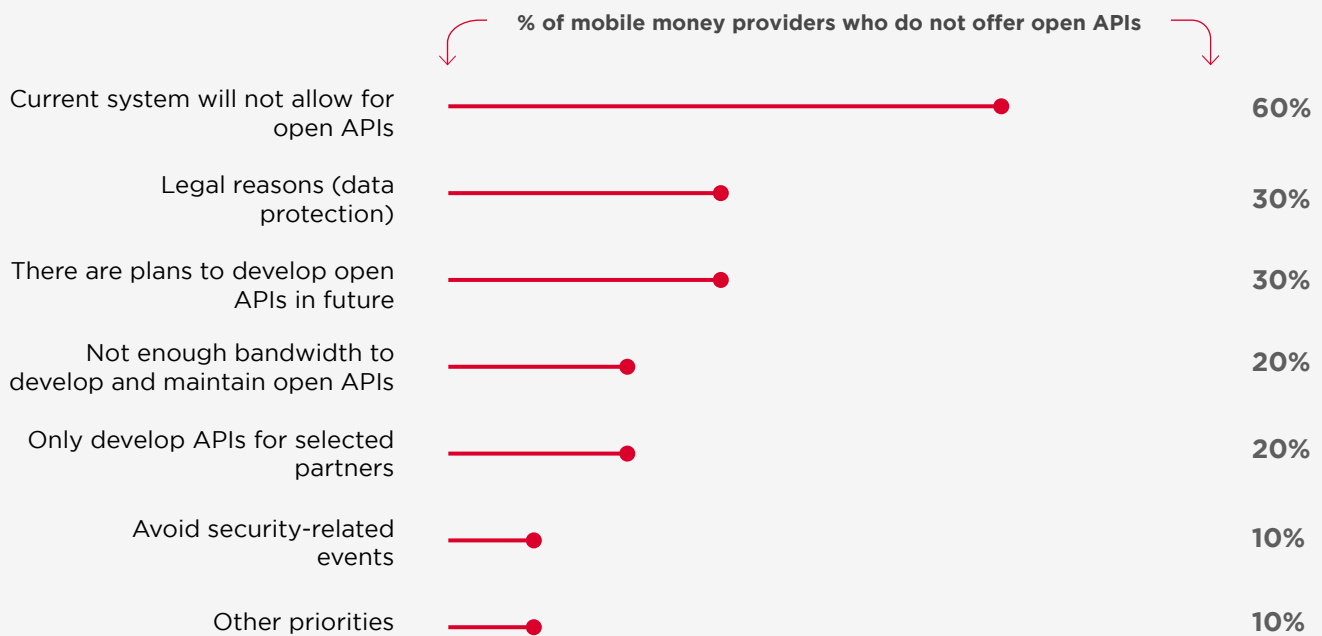 % of mobile money providers who do not offer open APIs
Current system will not allow for
open APIs
60%
Legal reasons (data
protection)
30%
There are plans to develop open
APIs in future
30%
Not enough bandwidth to
develop and maintain open APIs
20%
Only develop APIs for selected
partners
20%
Avoid security-related
events
10%
Other priorities
10%